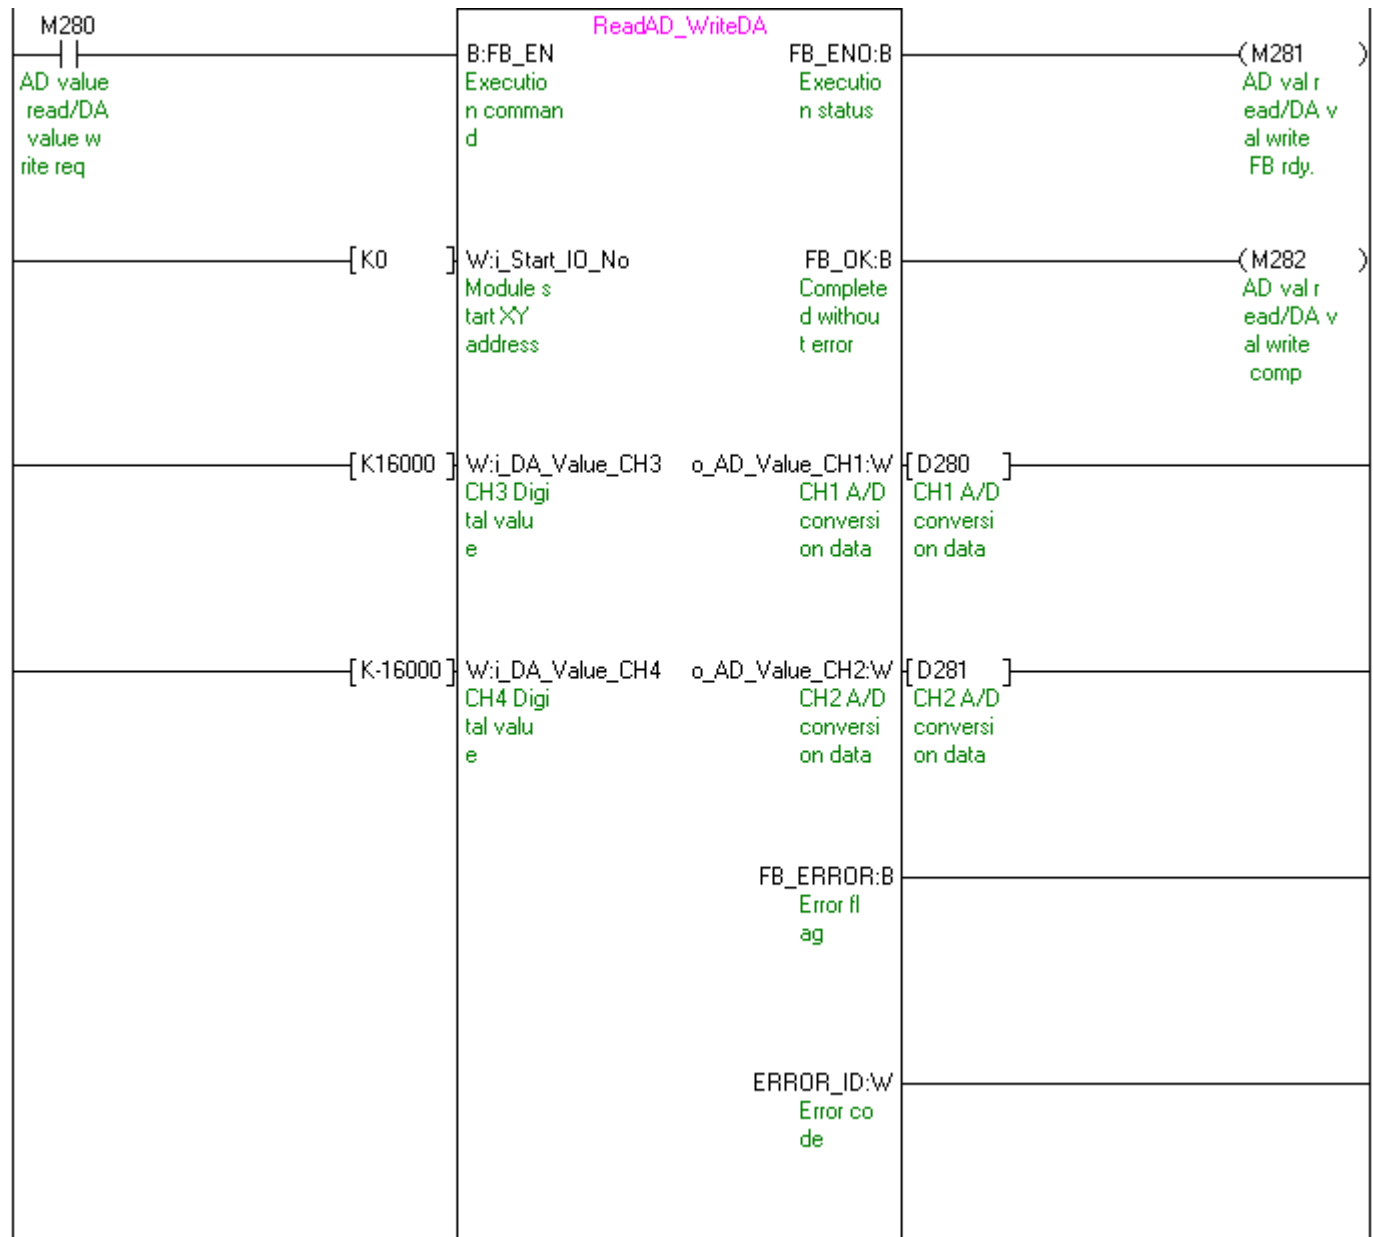 M280
ReadAD_WriteDA
B:FB_EN
FB_ENO:B
(M281 )
AD value
read/DA
value w
rite req
Executio
n comman
d
Executio
n status
AD val r
ead/DA v
al write
FB rdy.
[K0 ]
W:i_Start_IO_No
FB_OK:B
(M282 )
Module s
tart XY
address
Complete
d withou
t error
AD val r
ead/DA v
al write
comp
[K16000 ]
W:i_DA_Value_CH3
o_AD_Value_CH1:W
[D280 ]
CH3 Digi
tal valu
e
CH1 A/D
conversi
on data
CH1 A/D
conversi
on data
[K-16000]
W:i_DA_Value_CH4
o_AD_Value_CH2:W
[D281 ]
CH4 Digi
tal valu
e
CH2 A/D
conversi
on data
CH2 A/D
conversi
on data
FB_ERROR:B
Error fl
ag
ERROR_ID:W
Error co
de